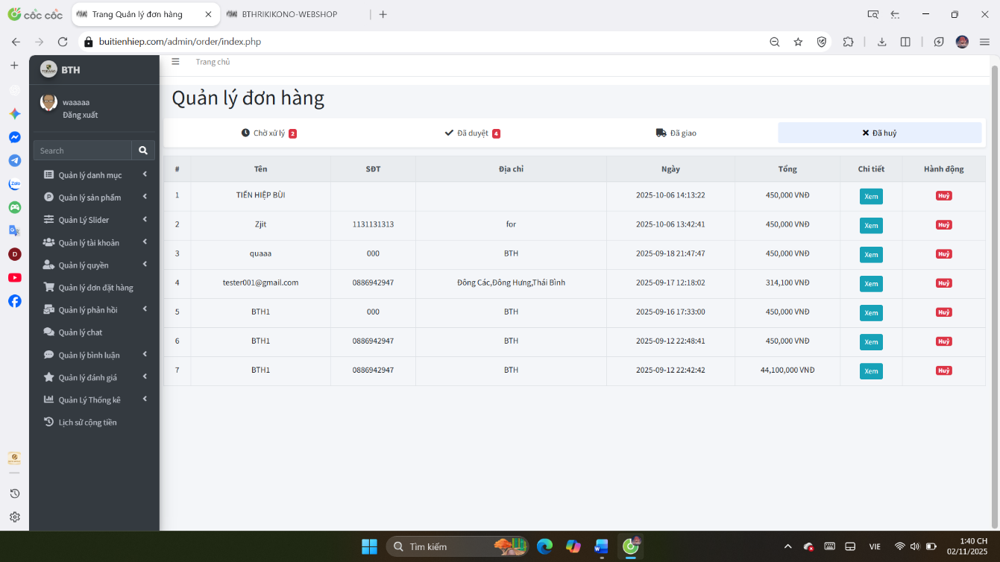 cốc cốc
Trang Quản lý đơn hàng
BTHRIKIKONO-WEBSHOP
buitienhiep.com/admin/order/index.php
BTH
Trang chủ
waaaaa
Đăng xuất
Search
Quản lý danh mục
Quản lý sản phẩm
Quản Lý Slider
Quản lý tài khoản
Quản lý quyền
Quản lý đơn đặt hàng
Quản lý phản hồi
Quản lý chat
Quản lý bình luận
Quản lý đánh giá
Quản Lý Thống kê
Lịch sử cộng tiền
Zalo
D
Quản lý đơn hàng
Chờ xử lý 2
Đã duyệt 4
Đã giao
Đã huỷ
# Tên SĐT Địa chỉ Ngày Tổng Chi tiết Hành động
1 TIẾN HIỆP BÙI 2025-10-06 14:13:22 450,000 VNĐ Xem Huỷ
2 Zjit 1131131313 for 2025-10-06 13:42:41 450,000 VNĐ Xem Huỷ
3 quaaa 000 BTH 2025-09-18 21:47:47 450,000 VNĐ Xem Huỷ
4 tester001@gmail.com 0886942947 Đông Các,Đông Hưng,Thái Bình 2025-09-17 12:18:02 314,100 VNĐ Xem Huỷ
5 BTH1 000 BTH 2025-09-16 17:33:00 450,000 VNĐ Xem Huỷ
6 BTH1 0886942947 BTH 2025-09-12 22:48:41 450,000 VNĐ Xem Huỷ
7 BTH1 0886942947 BTH 2025-09-12 22:42:42 44,100,000 VNĐ Xem Huỷ
Tìm kiếm
VIE
1:40 CH
02/11/2025